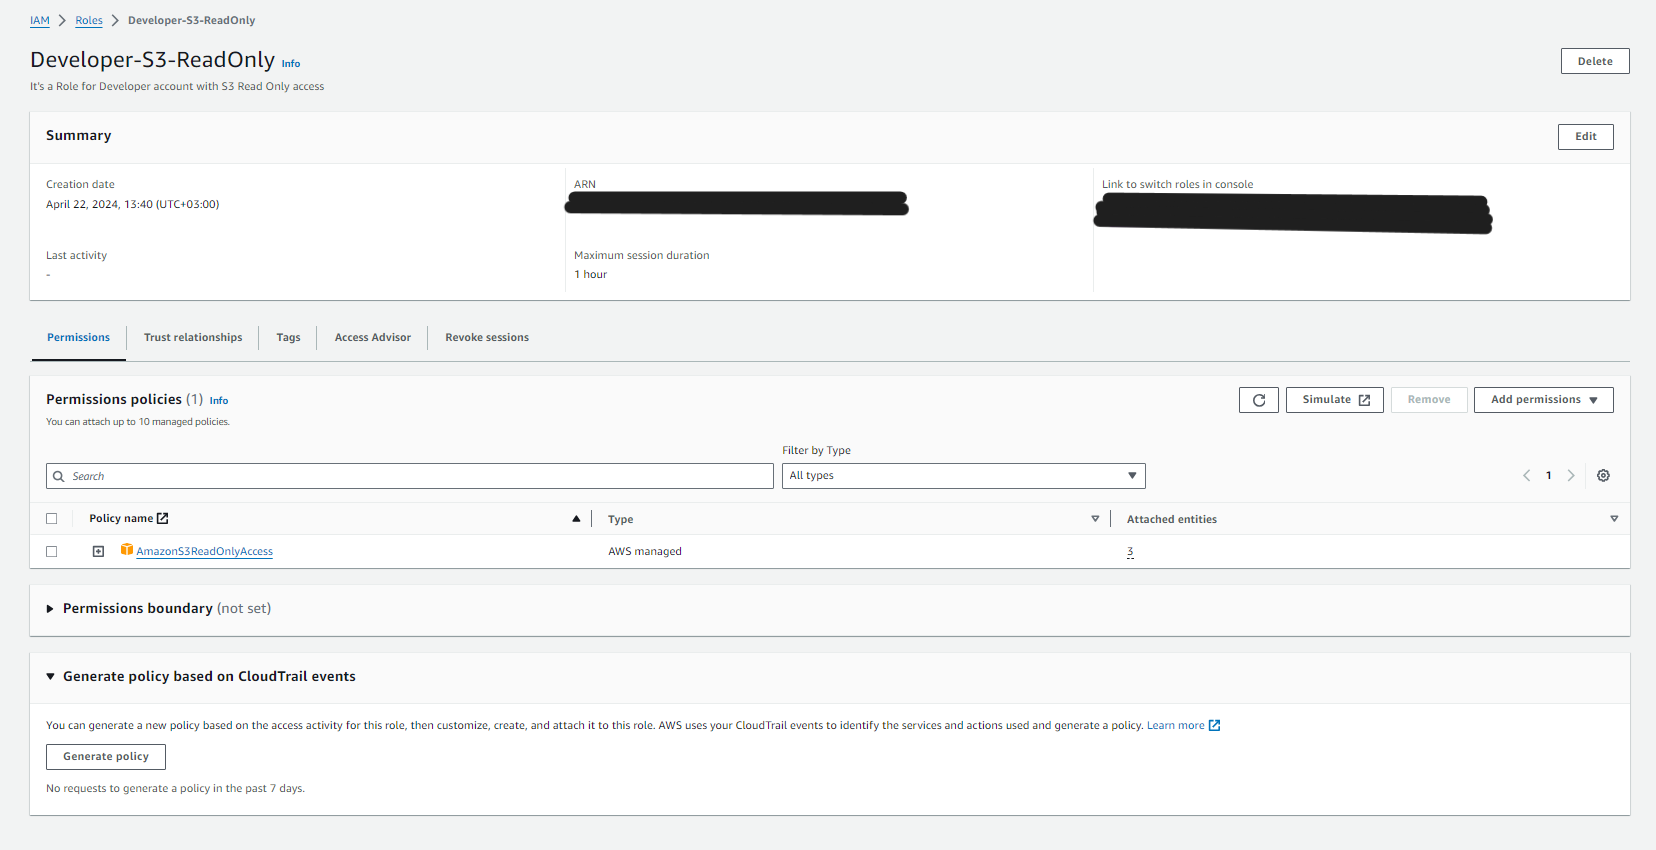 IAM > Roles > Developer-S3-ReadOnly
Developer-S3-ReadOnly Info
Delete
It's a Role for Developer account with S3 Read Only access
Summary
Edit
Creation date
ARN
Link to switch roles in console
April 22, 2024, 13:40 (UTC+03:00)
Last activity
Maximum session duration
-
1 hour
Permissions
Trust relationships
Tags
Access Advisor
Revoke sessions
Permissions policies (1) Info
Simulate
Remove
Add permissions
You can attach up to 10 managed policies.
Filter by Type
Search
All types
1
Policy name
Type
Attached entities
AmazonS3ReadOnlyAccess
AWS managed
3
Permissions boundary (not set)
Generate policy based on CloudTrail events
You can generate a new policy based on the access activity for this role, then customize, create, and attach it to this role. AWS uses your CloudTrail events to identify the services and actions used and generate a policy. Learn more
Generate policy
No requests to generate a policy in the past 7 days.